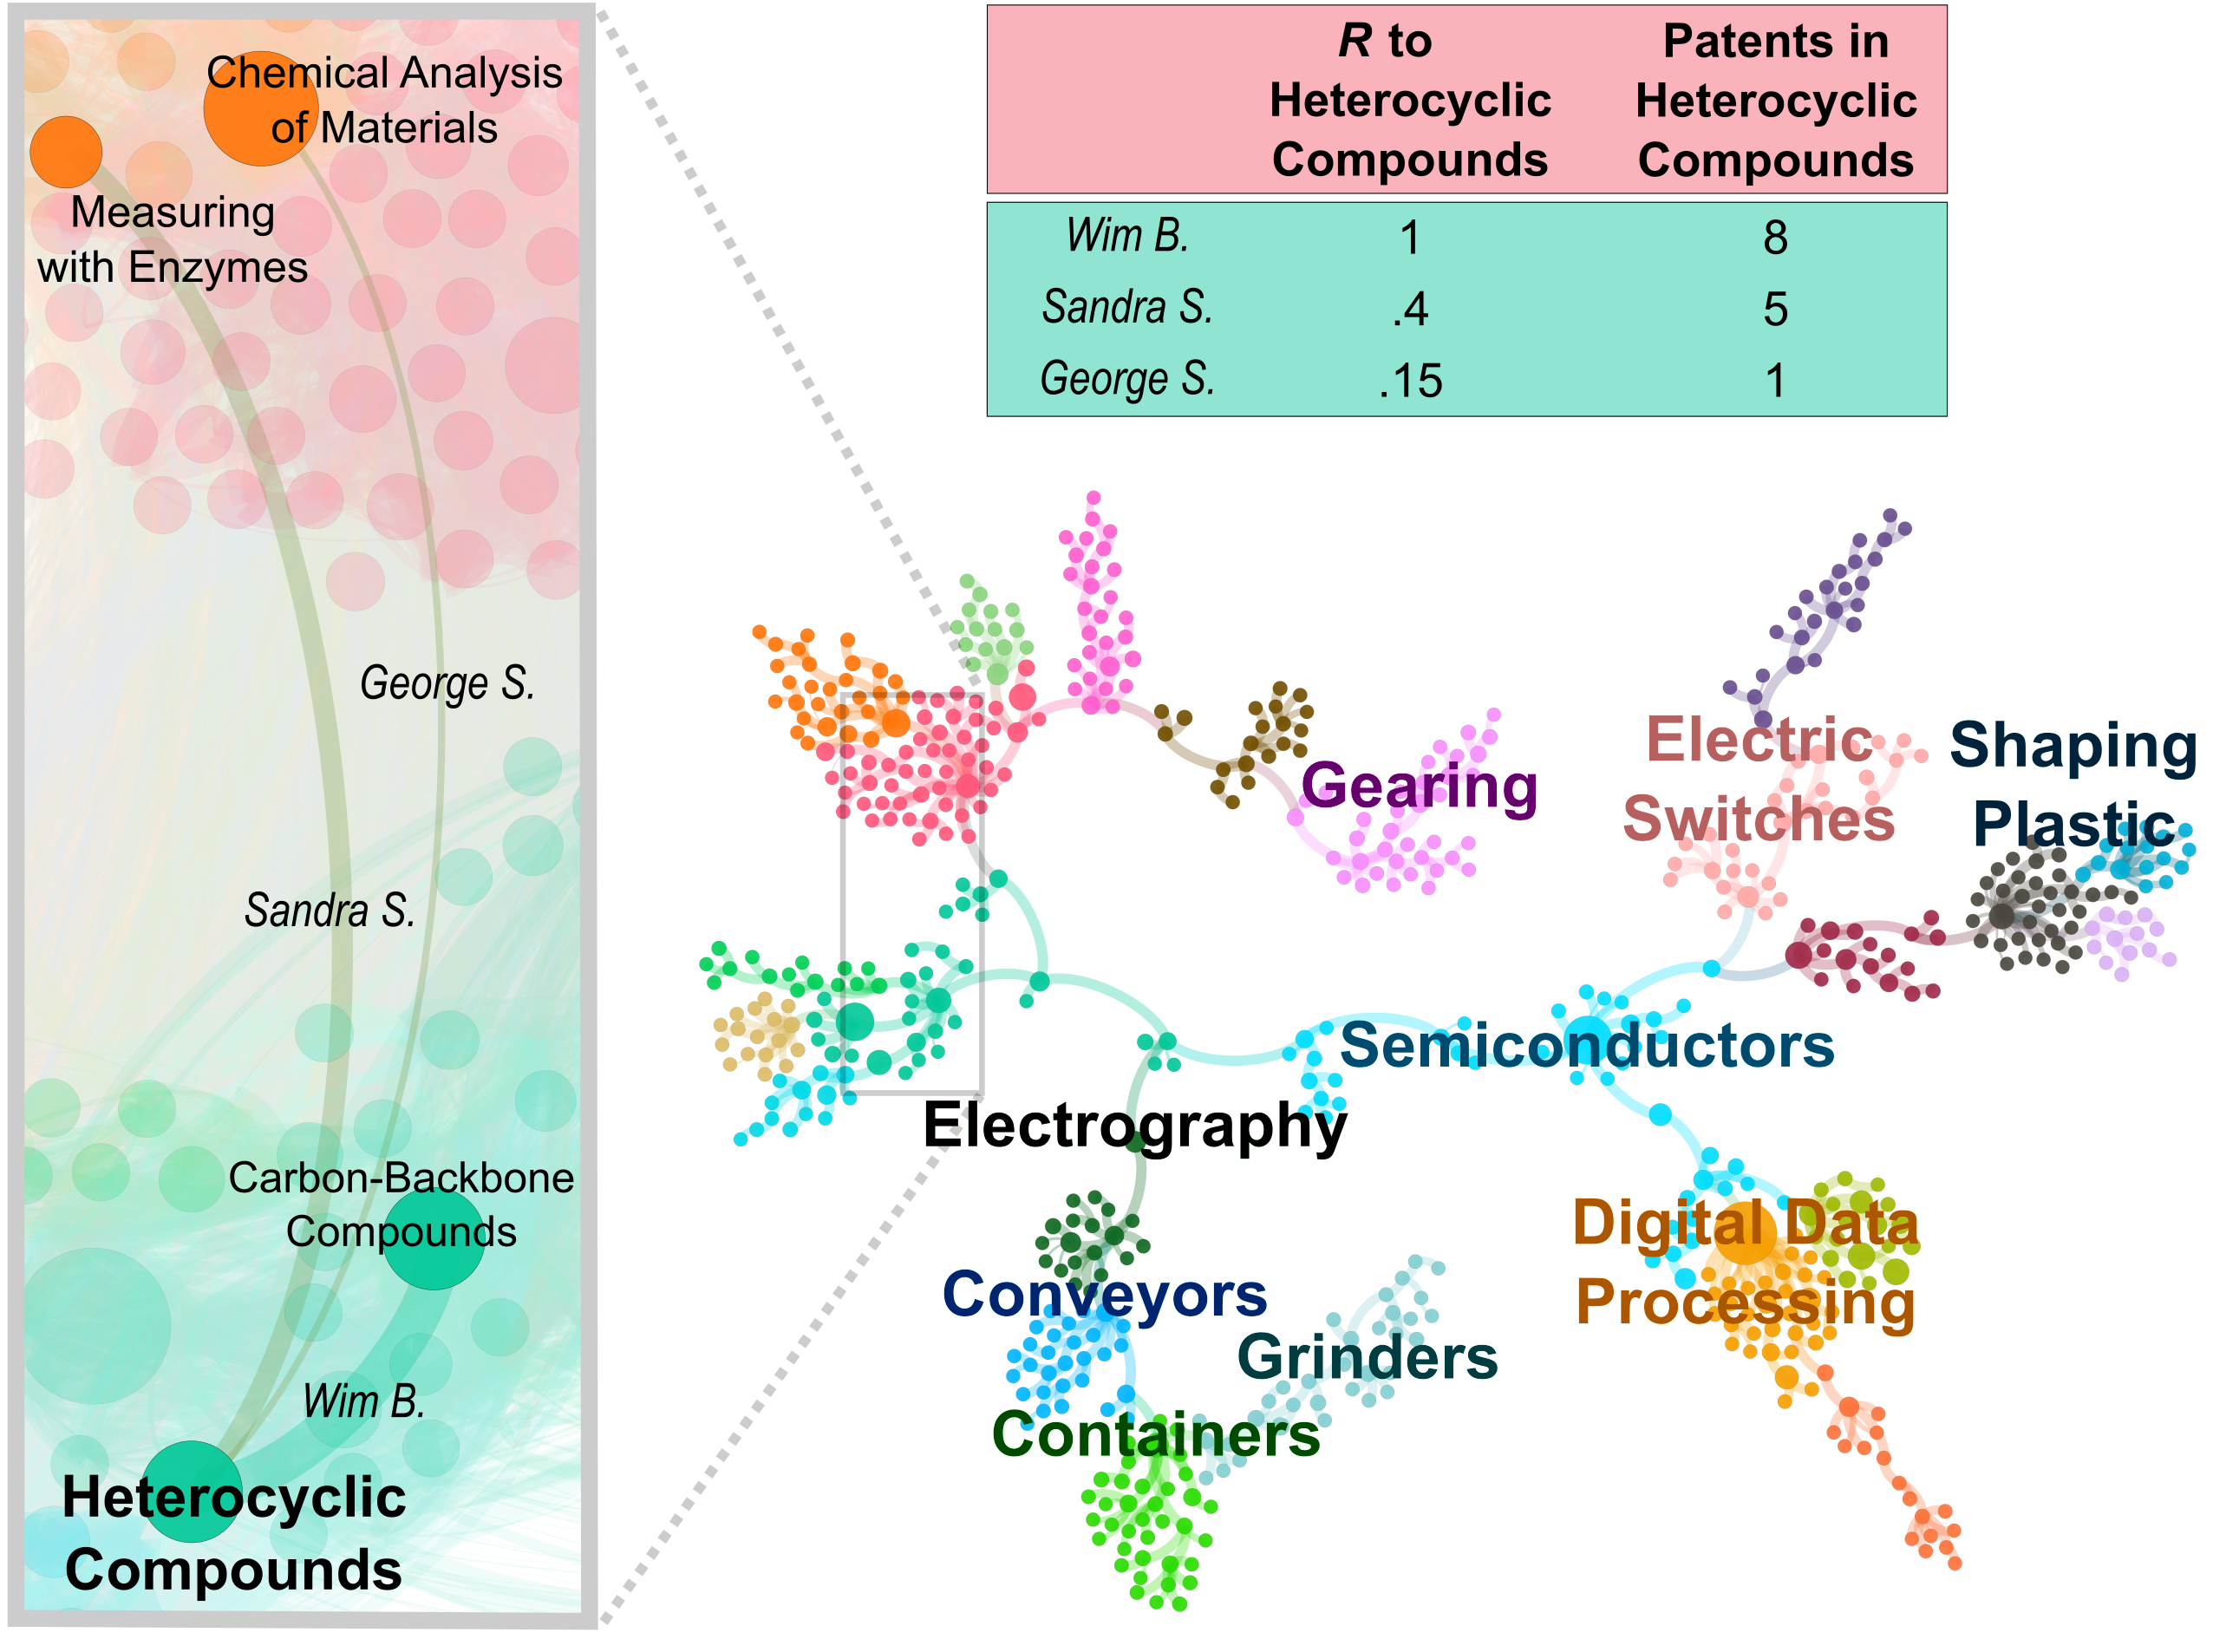 Chemical Analysis
of Materials
Measuring
with Enzymes
George S.
Sandra S.
Carbon-Backbone
Compounds
Wim B.
Heterocyclic
Compounds
R to
Heterocyclic
Compounds
Patents in
Heterocyclic
Compounds
Wim B. 1 8
Sandra S. .4 5
George S. .15 1
Gearing
Electric
Switches
Shaping
Plastic
Semiconductors
Electrography
Digital Data
Processing
Conveyors
Grinders
Containers